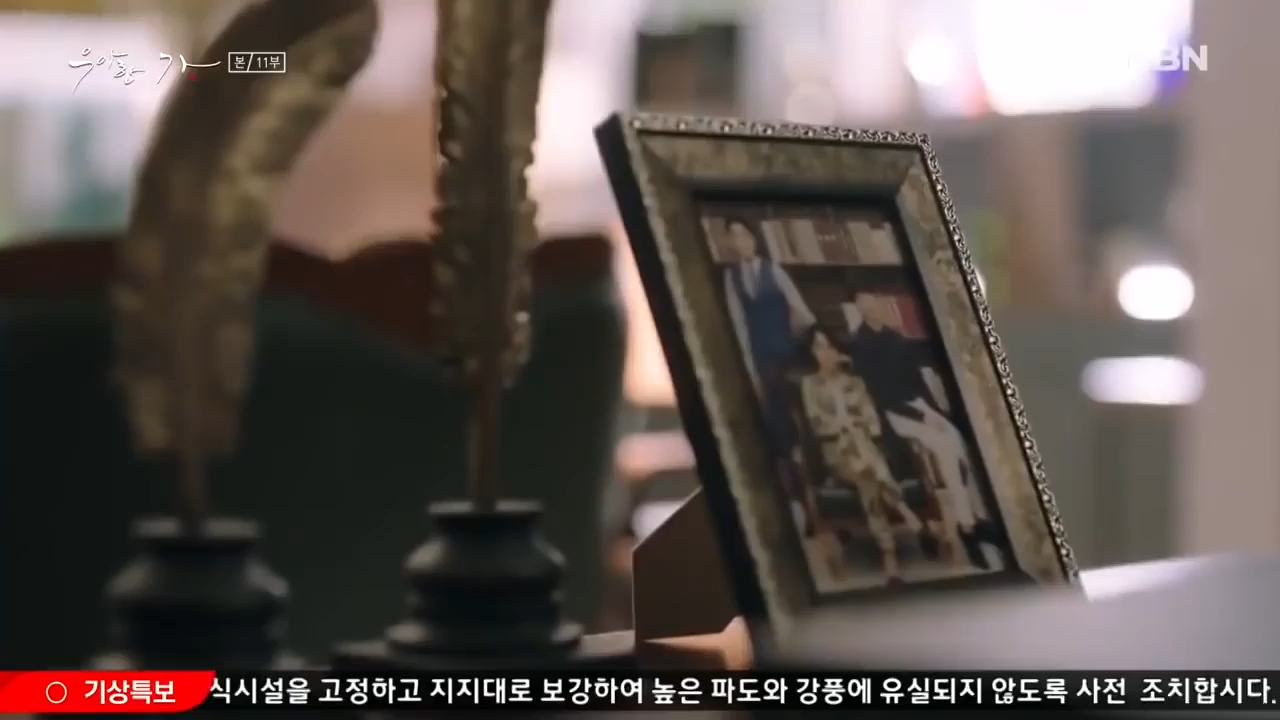 우아한 가
본/11부
MBN
기상특보
식시설을 고정하고 지지대로 보강하여 높은 파도와 강풍에 유실되지 않도록 사전 조치합시다.